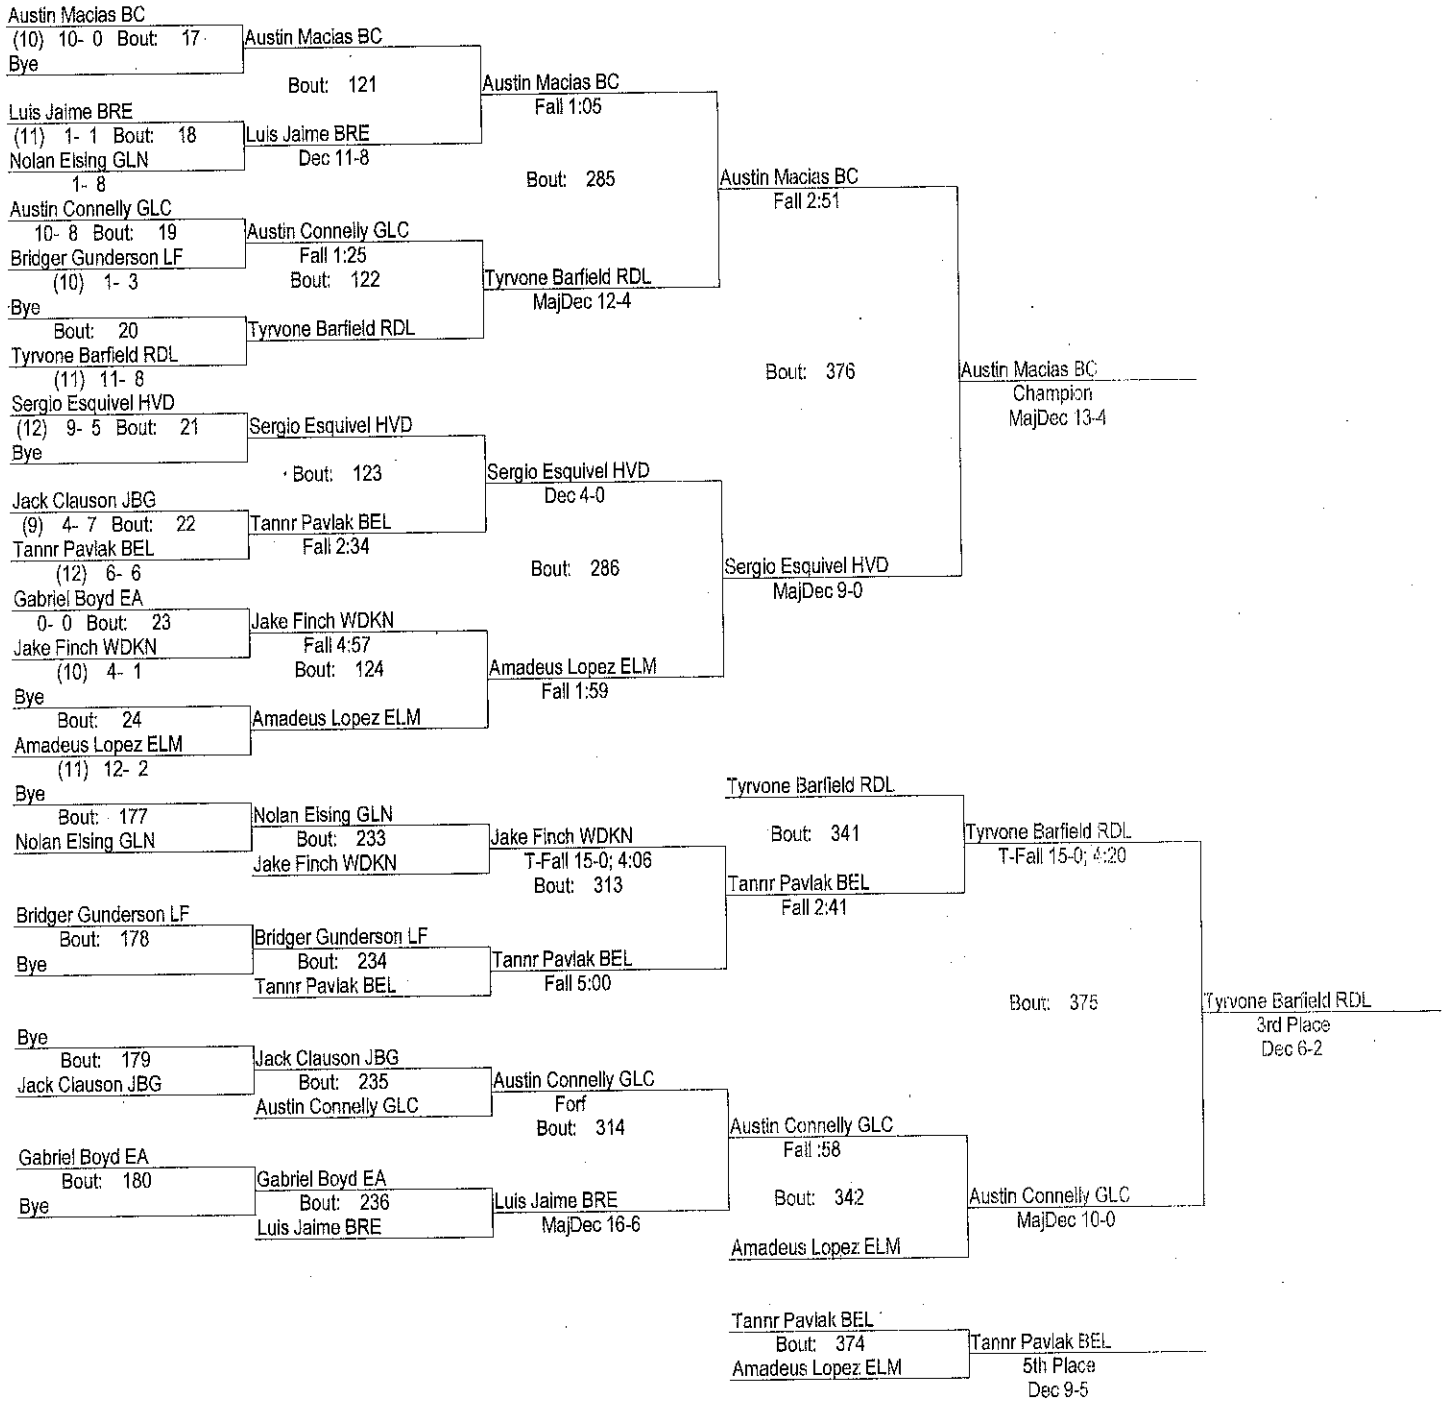 Austin Macias BC
(10) 10- 0 Bout: 17
Bye
Austin Macias BC
Bout: 121
Luis Jaime BRE
(11) 1- 1 Bout: 18
Nolan Elsing GLN
1- 8
Luis Jaime BRE
Dec 11-8
Austin Macias BC
Fall 1:05
Bout: 285
Austin Connelly GLC
10- 8 Bout: 19
Bridger Gunderson LF
(10) 1- 3
Austin Connelly GLC
Fall 1:25
Bout: 122
Bye
Bout: 20
Tyrvone Barfield RDL
(11) 11- 8
Tyrvone Barfield RDL
Tyrvone Barfield RDL
MajDec 12-4
Austin Macias BC
Fall 2:51
Bout: 376
Austin Macias BC
Champion
MajDec 13-4
Sergio Esquivel HVD
(12) 9- 5 Bout: 21
Bye
Sergio Esquivel HVD
Bout: 123
Jack Clauson JBG
(9) 4- 7 Bout: 22
Tannr Pavlak BEL
(12) 6- 6
Tannr Pavlak BEL
Fall 2:34
Sergio Esquivel HVD
Dec 4-0
Bout: 286
Gabriel Boyd EA
0- 0 Bout: 23
Jake Finch WDKN
(10) 4- 1
Jake Finch WDKN
Fall 4:57
Bout: 124
Bye
Bout: 24
Amadeus Lopez ELM
(11) 12- 2
Amadeus Lopez ELM
Amadeus Lopez ELM
Fall 1:59
Sergio Esquivel HVD
MajDec 9-0
Bye
Bout: 177
Nolan Elsing GLN
Nolan Elsing GLN
Bout: 233
Jake Finch WDKN
Jake Finch WDKN
T-Fall 15-0; 4:06
Bout: 313
Bridger Gunderson LF
Bout: 178
Bye
Bridger Gunderson LF
Bout: 234
Tannr Pavlak BEL
Tannr Pavlak BEL
Fall 5:00
Tyrvone Barfield RDL
Bout: 341
Tannr Pavlak BEL
Fall 2:41
Tyrvone Barfield RDL
T-Fall 15-0; 4:20
Bout: 375
Tyrvone Barfield RDL
3rd Place
Dec 6-2
Bye
Bout: 179
Jack Clauson JBG
Jack Clauson JBG
Bout: 235
Austin Connelly GLC
Austin Connelly GLC
Forf
Bout: 314
Gabriel Boyd EA
Bout: 180
Bye
Gabriel Boyd EA
Bout: 236
Luis Jaime BRE
Luis Jaime BRE
MajDec 16-6
Austin Connelly GLC
Fall :58
Bout: 342
Amadeus Lopez ELM
Austin Connelly GLC
MajDec 10-0
Tannr Pavlak BEL
Bout: 374
Amadeus Lopez ELM
Tannr Pavlak BEL
5th Place
Dec 9-5